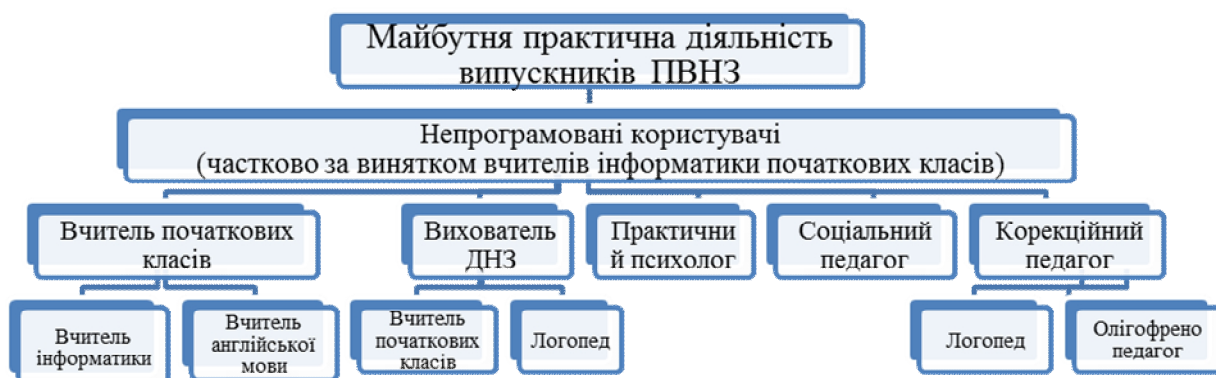 Майбутня практична діяльність
випускників ПВНЗ
Непрограмовані користувачі
(частково за винятком вчителів інформатики початкових класів)
Вчитель початкових
класів
Вихователь
ДНЗ
Практични
й психолог
Соціальний
педагог
Корекційний
педагог
Вчитель
інформатики
Вчитель
англійської
мови
Вчитель
початкових
класів
Логопед
Логопед
Олігофрено
педагог